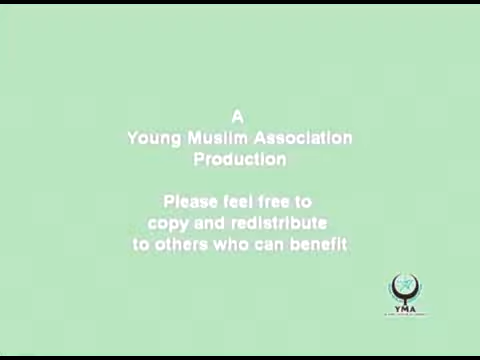 A
Young Muslim Association
Production
Please feel free to
copy and redistribute
to others who can benefit
YMA